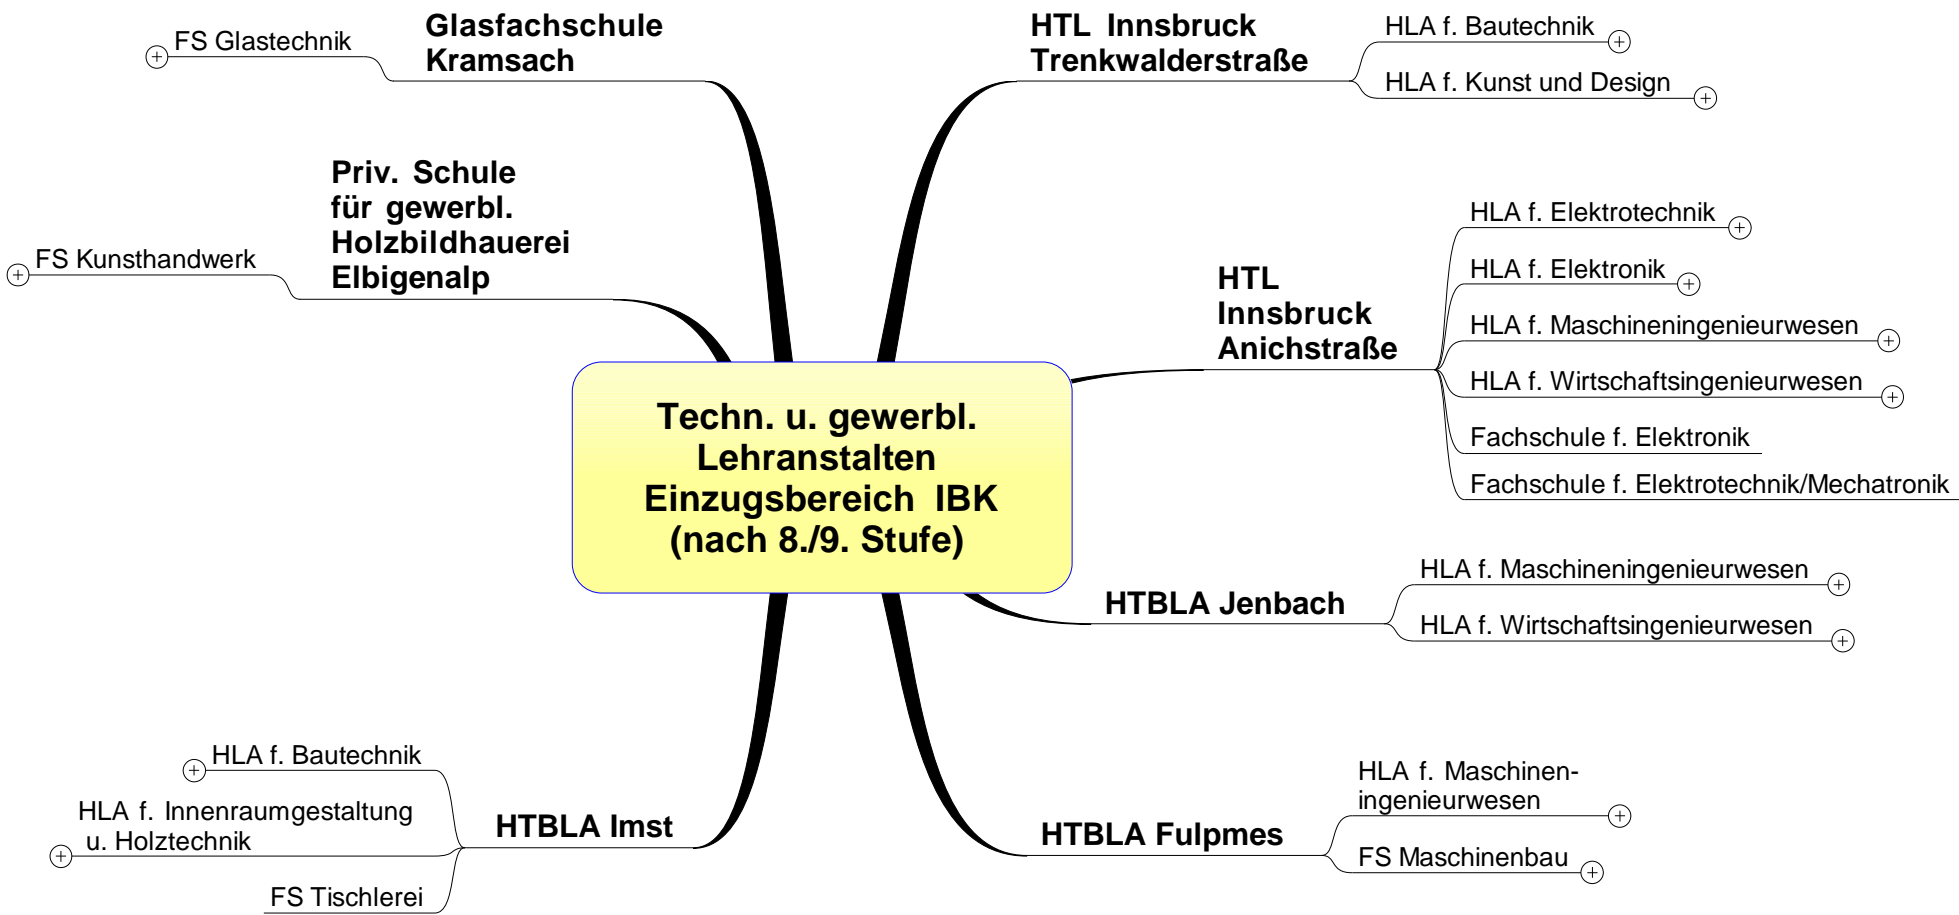 Techn. u. gewerbl.
Lehranstalten
Einzugsbereich IBK
(nach 8./9. Stufe)
HTL Innsbruck
Trenkwalderstraße
HLA f. Bautechnik
HLA f. Kunst und Design
HTL
Innsbruck
Anichstraße
HLA f. Elektrotechnik
HLA f. Elektronik
HLA f. Maschineningenieurwesen
HLA f. Wirtschaftsingenieurwesen
Fachschule f. Elektronik
Fachschule f. Elektrotechnik/Mechatronik
HTBLA Jenbach
HLA f. Maschineningenieurwesen
HLA f. Wirtschaftsingenieurwesen
HTBLA Fulpmes
HLA f. Maschinen-
ingenieurwesen
FS Maschinenbau
HTBLA Imst
HLA f. Bautechnik
HLA f. Innenraumgestaltung
u. Holztechnik
FS Tischlerei
Priv. Schule
für gewerbl.
Holzbildhauerei
Elbigenalp
FS Kunsthandwerk
Glasfachschule
Kramsach
FS Glastechnik